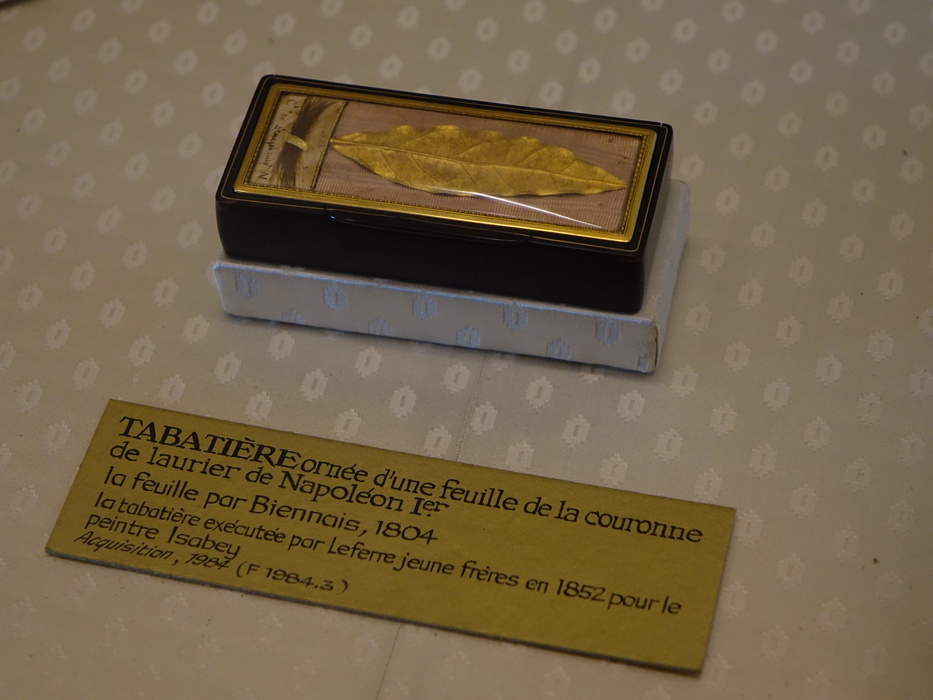 TABATIÈRE ornée d'une feuille de la couronne
de laurier de Napoléon Ier
la feuille par Biennais, 1804
la tabatière exécutée par Leferre jeune frères en 1852 pour le
peintre Isabey
Acquisition, 1984 (F 1984.3)